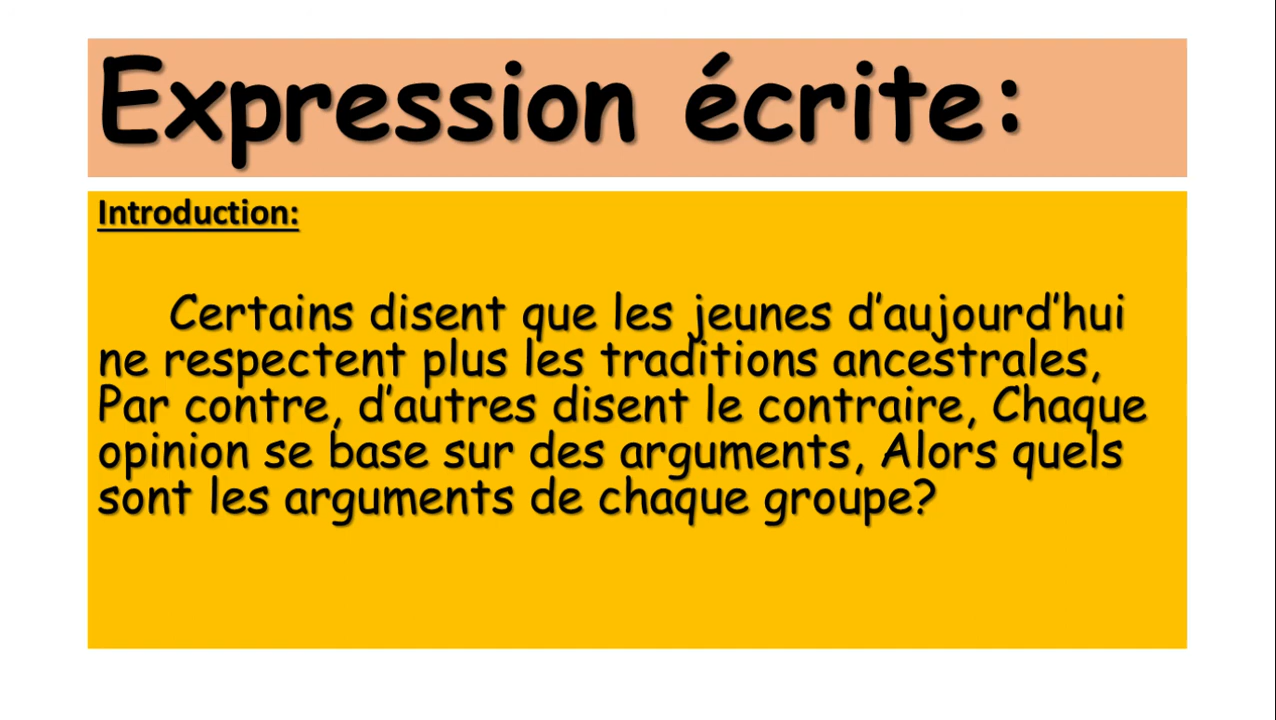 Expression écrite:
Introduction:
Certains disent que les jeunes d’aujourd’hui
ne respectent plus les traditions ancestrales,
Par contre, d’autres disent le contraire, Chaque
opinion se base sur des arguments, Alors quels
sont les arguments de chaque groupe?